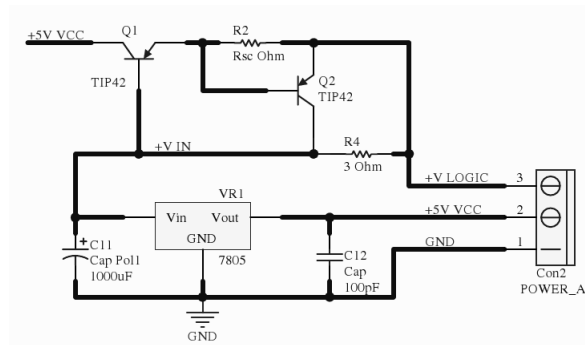 +5V VCC
Q1
TIP42
R2
Rsc Ohm
Q2
TIP42
+V IN
R4
3 Ohm
+V LOGIC
3
+5V VCC
2
GND
1
Con2
POWER_A
VR1
Vin
Vout
GND
7805
+
C11
Cap Pol1
1000uF
C12
Cap
100pF
GND